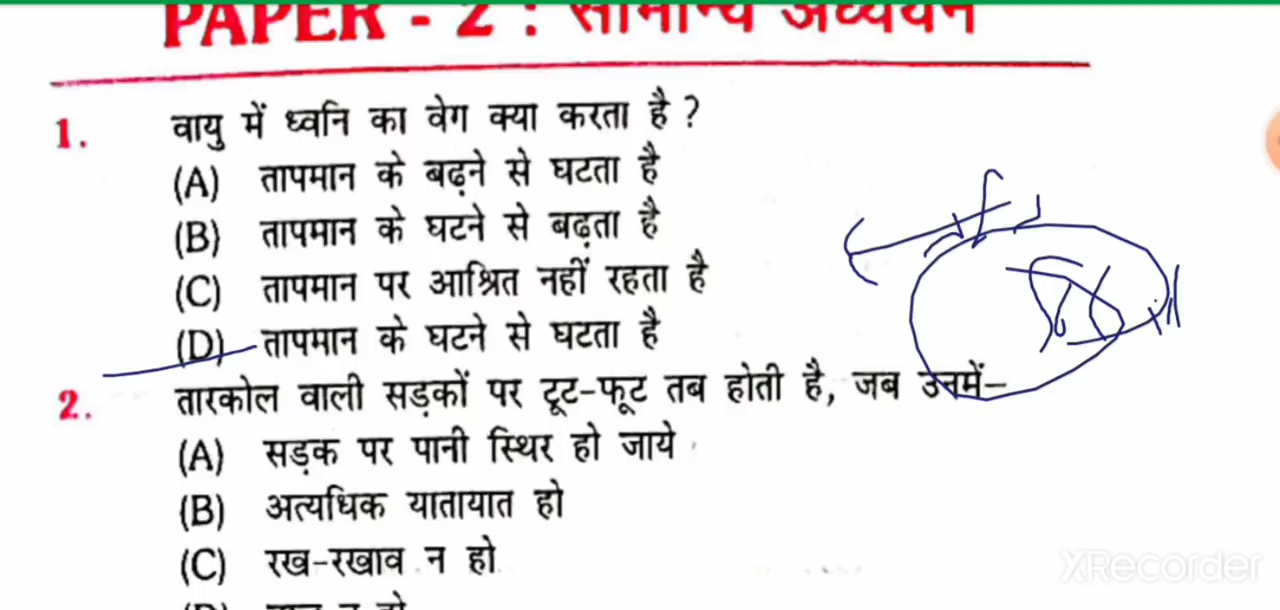 PAPER - 2 : सामान्य अध्ययन
1. वायु में ध्वनि का वेग क्या करता है ?
(A) तापमान के बढ़ने से घटता है
(B) तापमान के घटने से बढ़ता है
(C) तापमान पर आश्रित नहीं रहता है
(D) तापमान के घटने से घटता है
2. तारकोल वाली सड़कों पर टूट-फूट तब होती है, जब उनमें–
(A) सड़क पर पानी स्थिर हो जाये
(B) अत्यधिक यातायात हो
(C) रख-रखाव न हो
XRecorder